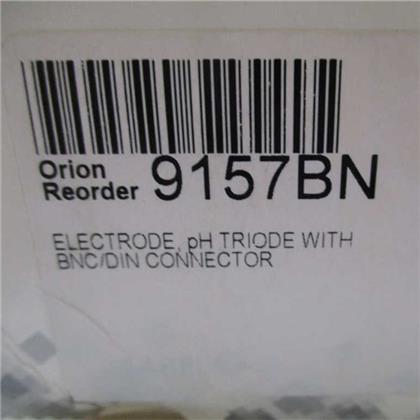 Orion
Reorder 9157BN
ELECTRODE, pH TRIODE WITH
BNC/DIN CONNECTOR